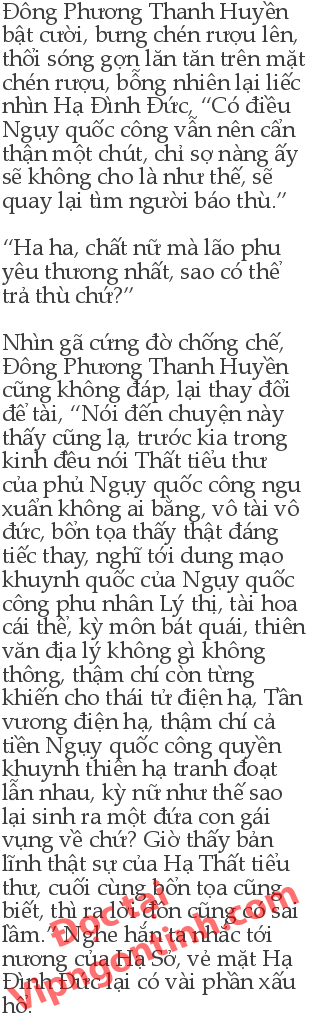 Đông Phương Thanh Huyền
bật cười, bưng chén rượu lên,
thổi sóng gợn lăn tăn trên mặt
chén rượu, bỗng nhiên lại liếc
nhìn Hạ Đình Đức, “Có điều
Ngụy quốc công vẫn nên cẩn
thận một chút, chỉ sợ nàng ấy
sẽ không cho là như thế, sẽ
quay lại tìm người báo thù.”
“Ha ha, chất nữ mà lão phu
yêu thương nhất, sao có thể
trả thù chứ?”
Nhìn gã cứng đờ chống chế,
Đông Phương Thanh Huyền
cũng không đáp, lại thay đổi
đề tài, “Nói đến chuyện này
thấy cũng lạ, trước kia trong
kinh đều nói Thất tiểu thư
của phủ Ngụy quốc công ngu
xuẩn không ai bằng, vô tài vô
đức, bổn tọa thấy thật đáng
tiếc thay, nghĩ tới dung mạo
khuynh quốc của Ngụy quốc
công phu nhân Lý thị, tài hoa
cái thế, kỳ môn bát quái, thiên
văn địa lý không gì không
thông, thậm chí còn từng
khiến cho thái tử điện hạ, Tần
vương điện hạ, thậm chí cả
tiền Ngụy quốc công quyền
khuynh thiên hạ tranh đoạt
lẫn nhau, kỳ nữ như thế sao
lại sinh ra một đứa con gái
vụng về chứ? Giờ thấy bản
lĩnh thật sự của Hạ Thất tiểu
thư, cuối cùng bổn tọa cũng
biết, thì ra lời đồn cũng có sai
lầm.” Nghe hắn ta nhắc tới
nương của Hạ Sở, vẻ mặt Hạ
Đình Đức lại có vài phần xấu
hổ.
Đọc tại
Vipngontinh.com